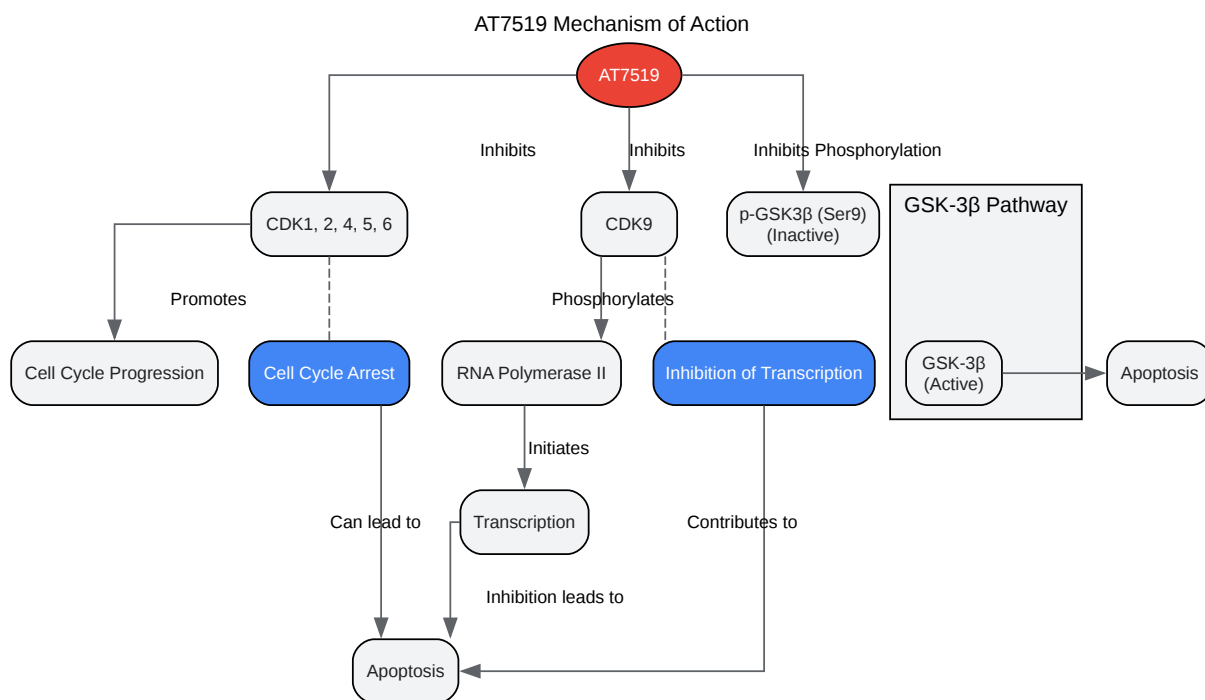 AT7519 Mechanism of Action
AT7519
Inhibits
Inhibits
Inhibits Phosphorylation
CDK1, 2, 4, 5, 6
CDK9
p-GSK3β (Ser9)
(Inactive)
GSK-3β Pathway
Promotes
Phosphorylates
Cell Cycle Progression
Cell Cycle Arrest
RNA Polymerase II
Inhibition of Transcription
GSK-3β
(Active)
Apoptosis
Initiates
Can lead to
Transcription
Contributes to
Inhibition leads to
Apoptosis